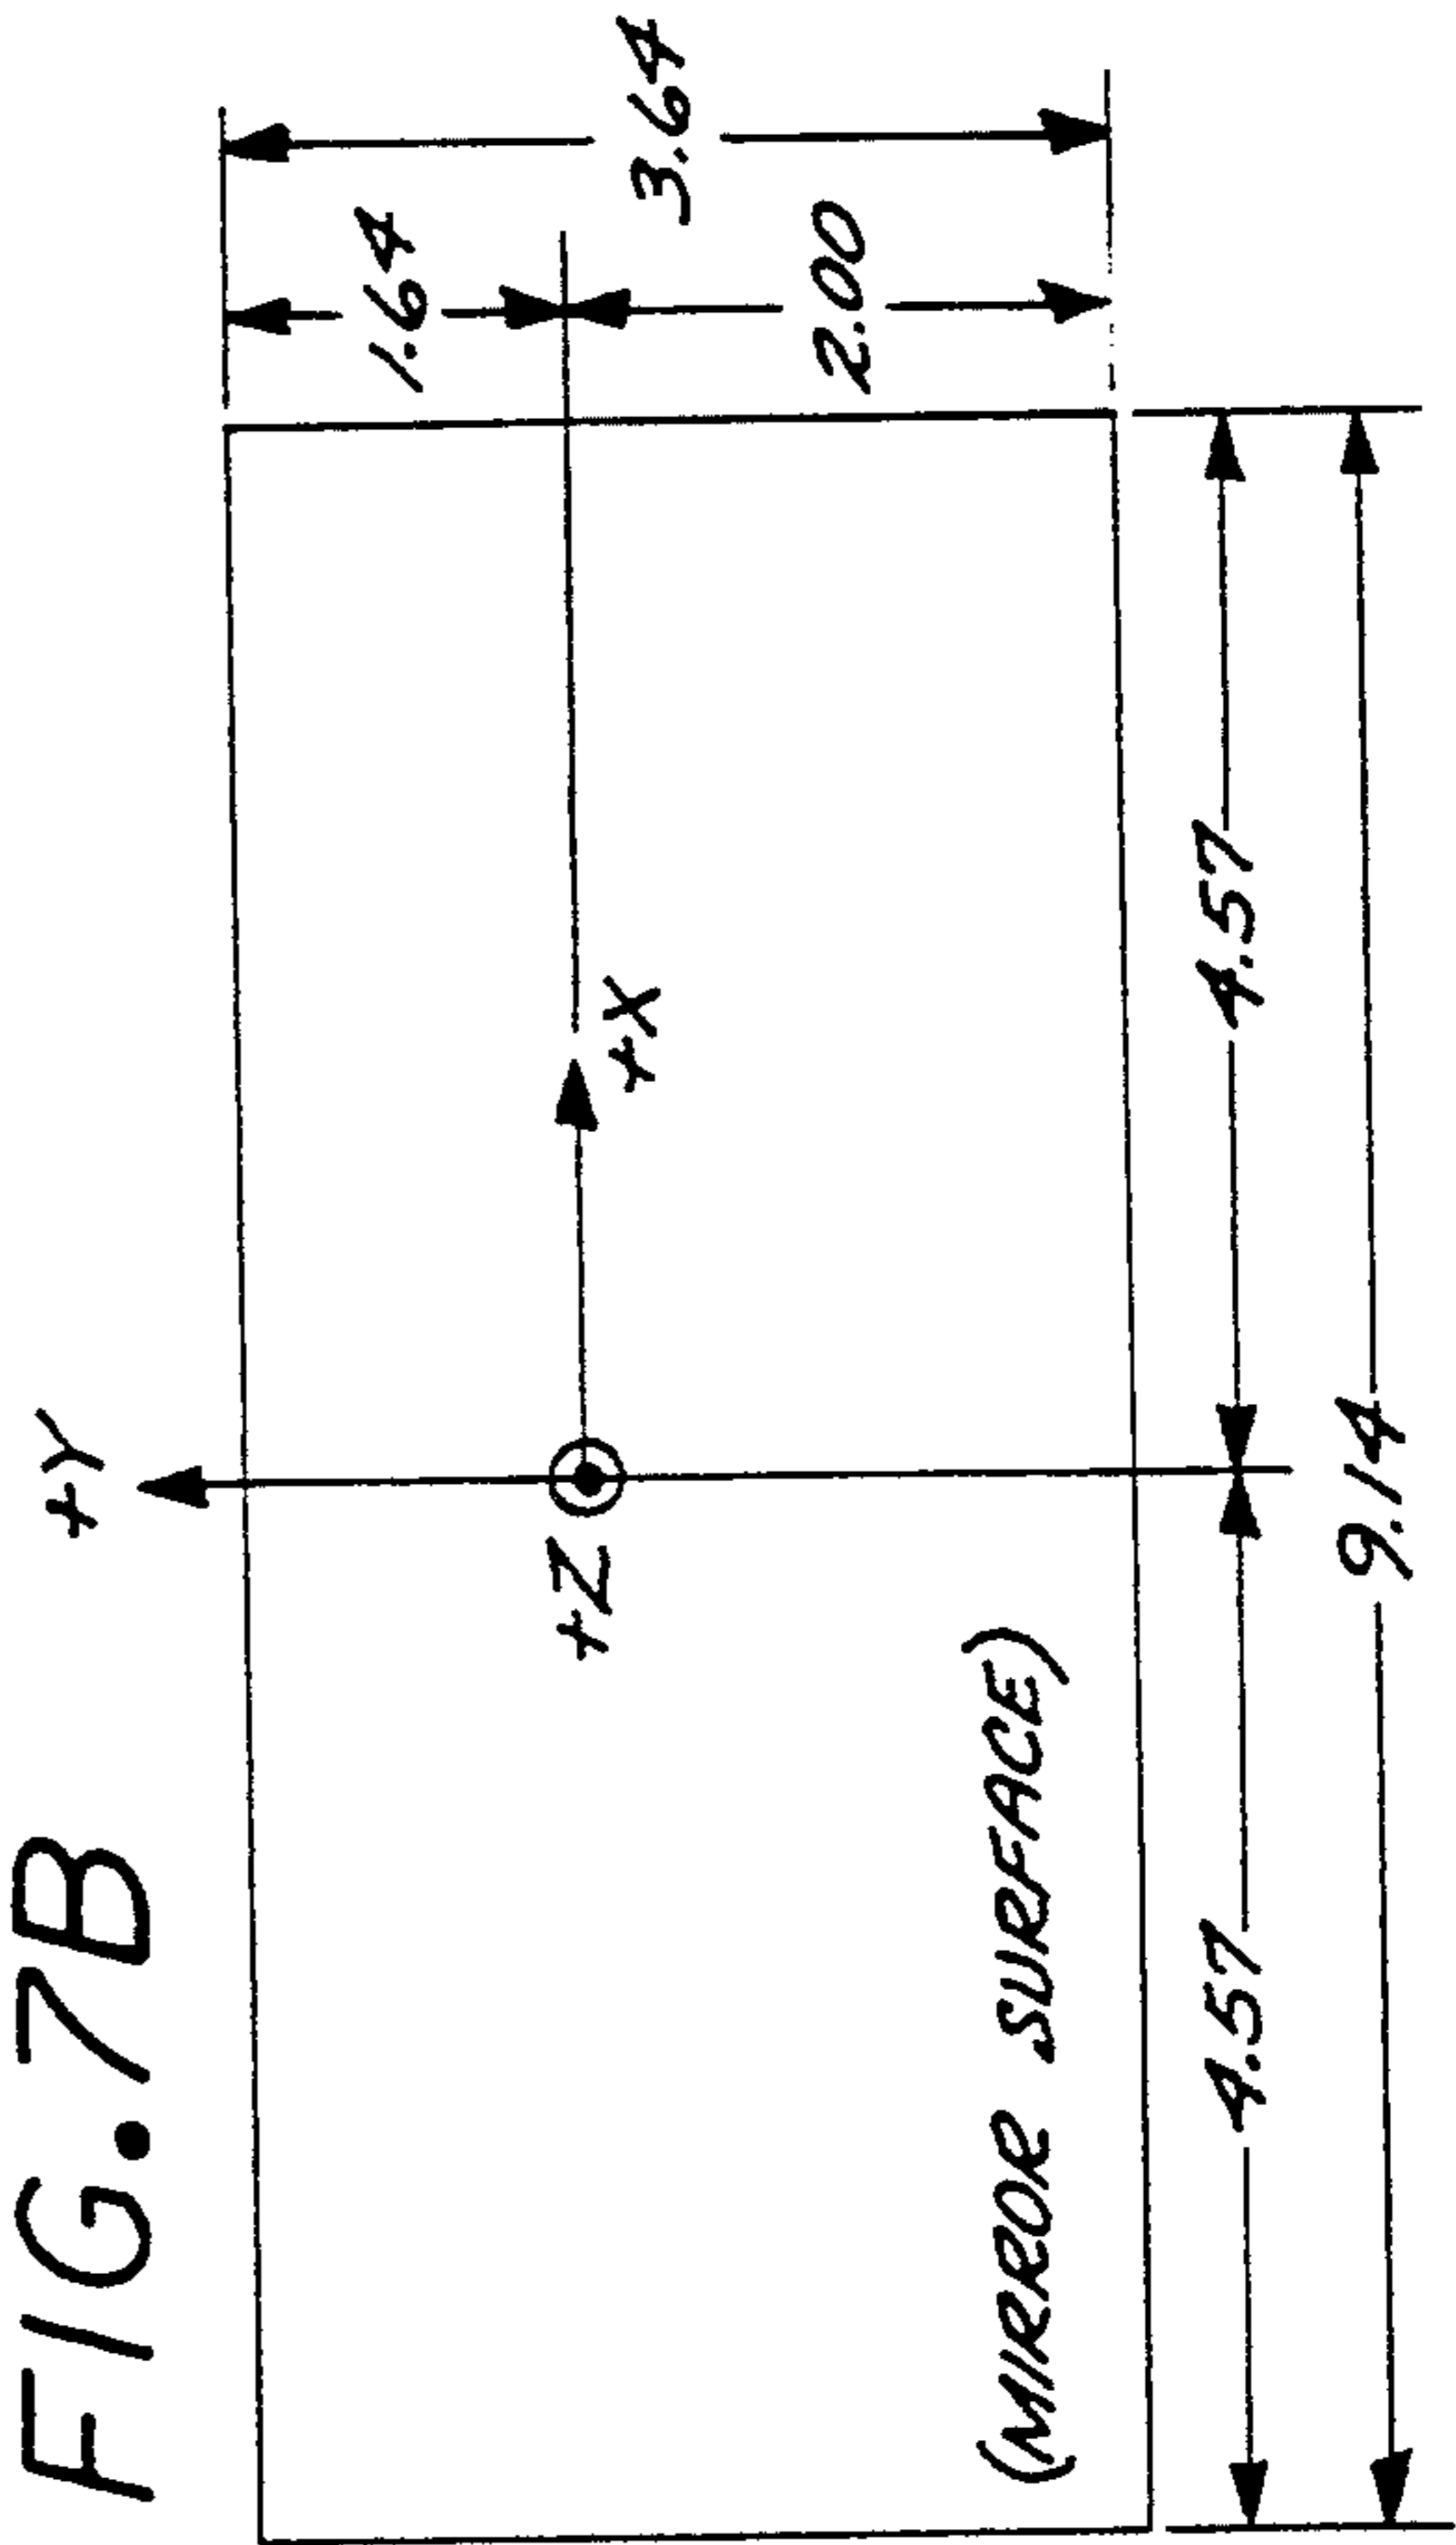 FIG.7B
+Y
1.64
3.64
+Z
+X
2.00
(MIRROR SURFACE)
4.57
4.57
9.14